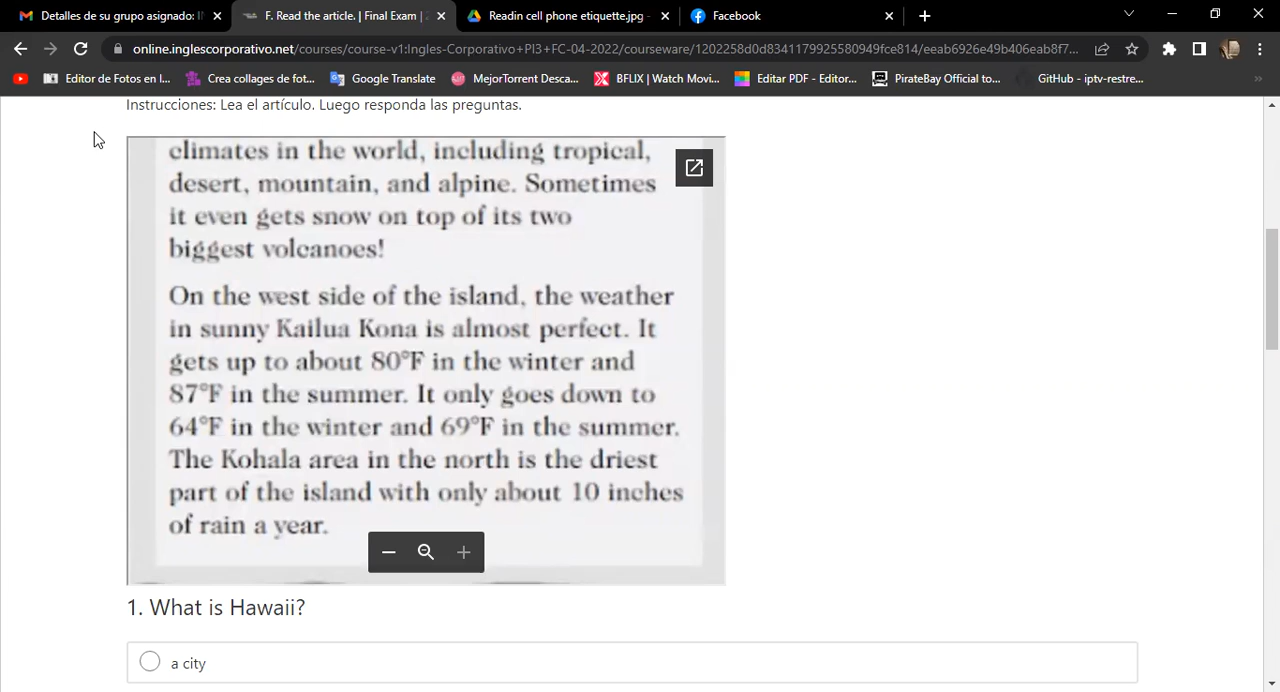 Detalles de su grupo asignado: I
F. Read the article. | Final Exam |
Readin cell phone etiquette.jpg -
Facebook
online.inglescorporativo.net/courses/course-v1:Ingles-Corporativo+PI3+FC-04-2022/courseware/1202258d0d8341179925580949fce814/eeab6926e49b406eab8f7...
Editor de Fotos en l...
Crea collages de fot...
Google Translate
MejorTorrent Desca...
BFLIX | Watch Movi...
Editar PDF - Editor...
PirateBay Official to...
GitHub - iptv-restre...
Instrucciones: Lea el artículo. Luego responda las preguntas.
climates in the world, including tropical,
desert, mountain, and alpine. Sometimes
it even gets snow on top of its two
biggest volcanoes!
On the west side of the island, the weather
in sunny Kailua Kona is almost perfect. It
gets up to about 80°F in the winter and
87°F in the summer. It only goes down to
64°F in the winter and 69°F in the summer.
The Kohala area in the north is the driest
part of the island with only about 10 inches
of rain a year.
1. What is Hawaii?
a city